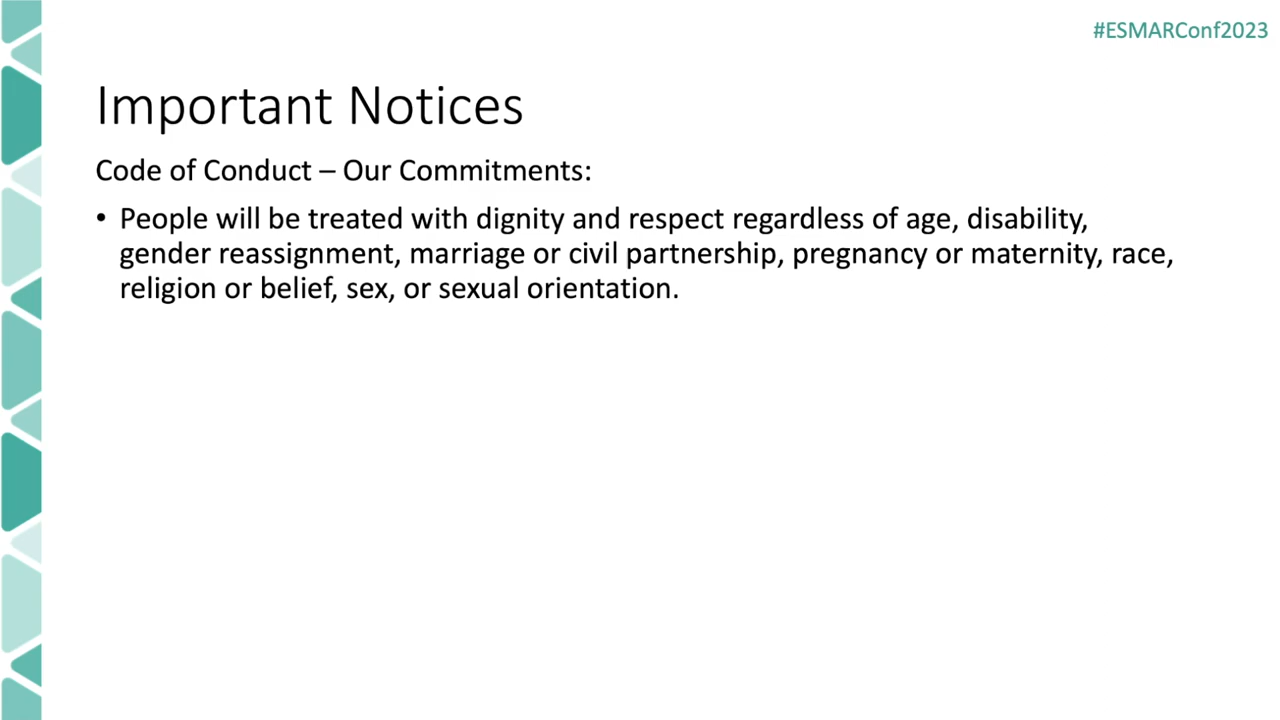 #ESMARConf2023
Important Notices
Code of Conduct – Our Commitments:
• People will be treated with dignity and respect regardless of age, disability,
gender reassignment, marriage or civil partnership, pregnancy or maternity, race,
religion or belief, sex, or sexual orientation.